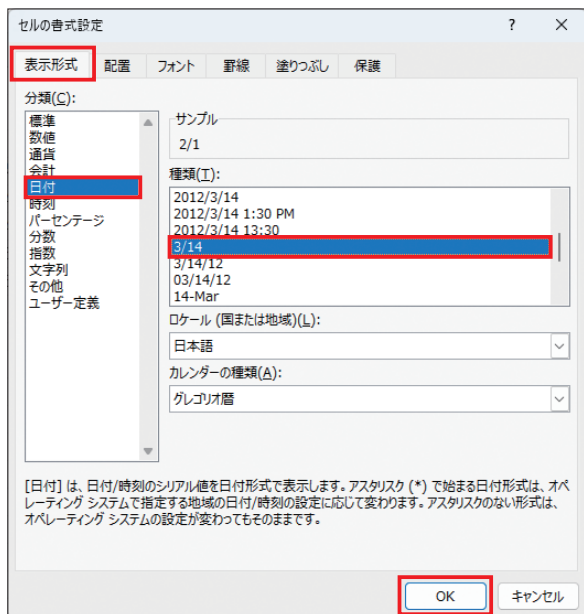 セルの書式設定 ? ×
表示形式 配置 フォント 罫線 塗りつぶし 保護
分類(C):
標準
数値
通貨
会計
日付
時刻
パーセンテージ
分数
指数
文字列
その他
ユーザー定義
サンプル
2/1
種類(T):
2012/3/14
2012/3/14 1:30 PM
2012/3/14 13:30
3/14
3/14/12
03/14/12
14-Mar
ロケール (国または地域)(L):
日本語
カレンダーの種類(A):
グレゴリオ暦
[日付] は、日付/時刻のシリアル値を日付形式で表示します。アスタリスク (*) で始まる日付形式は、オペ
レーティング システムで指定する地域の日付/時刻の設定に応じて変わります。アスタリスクのない形式は、
オペレーティング システムの設定が変わってもそのままです。
OK キャンセル